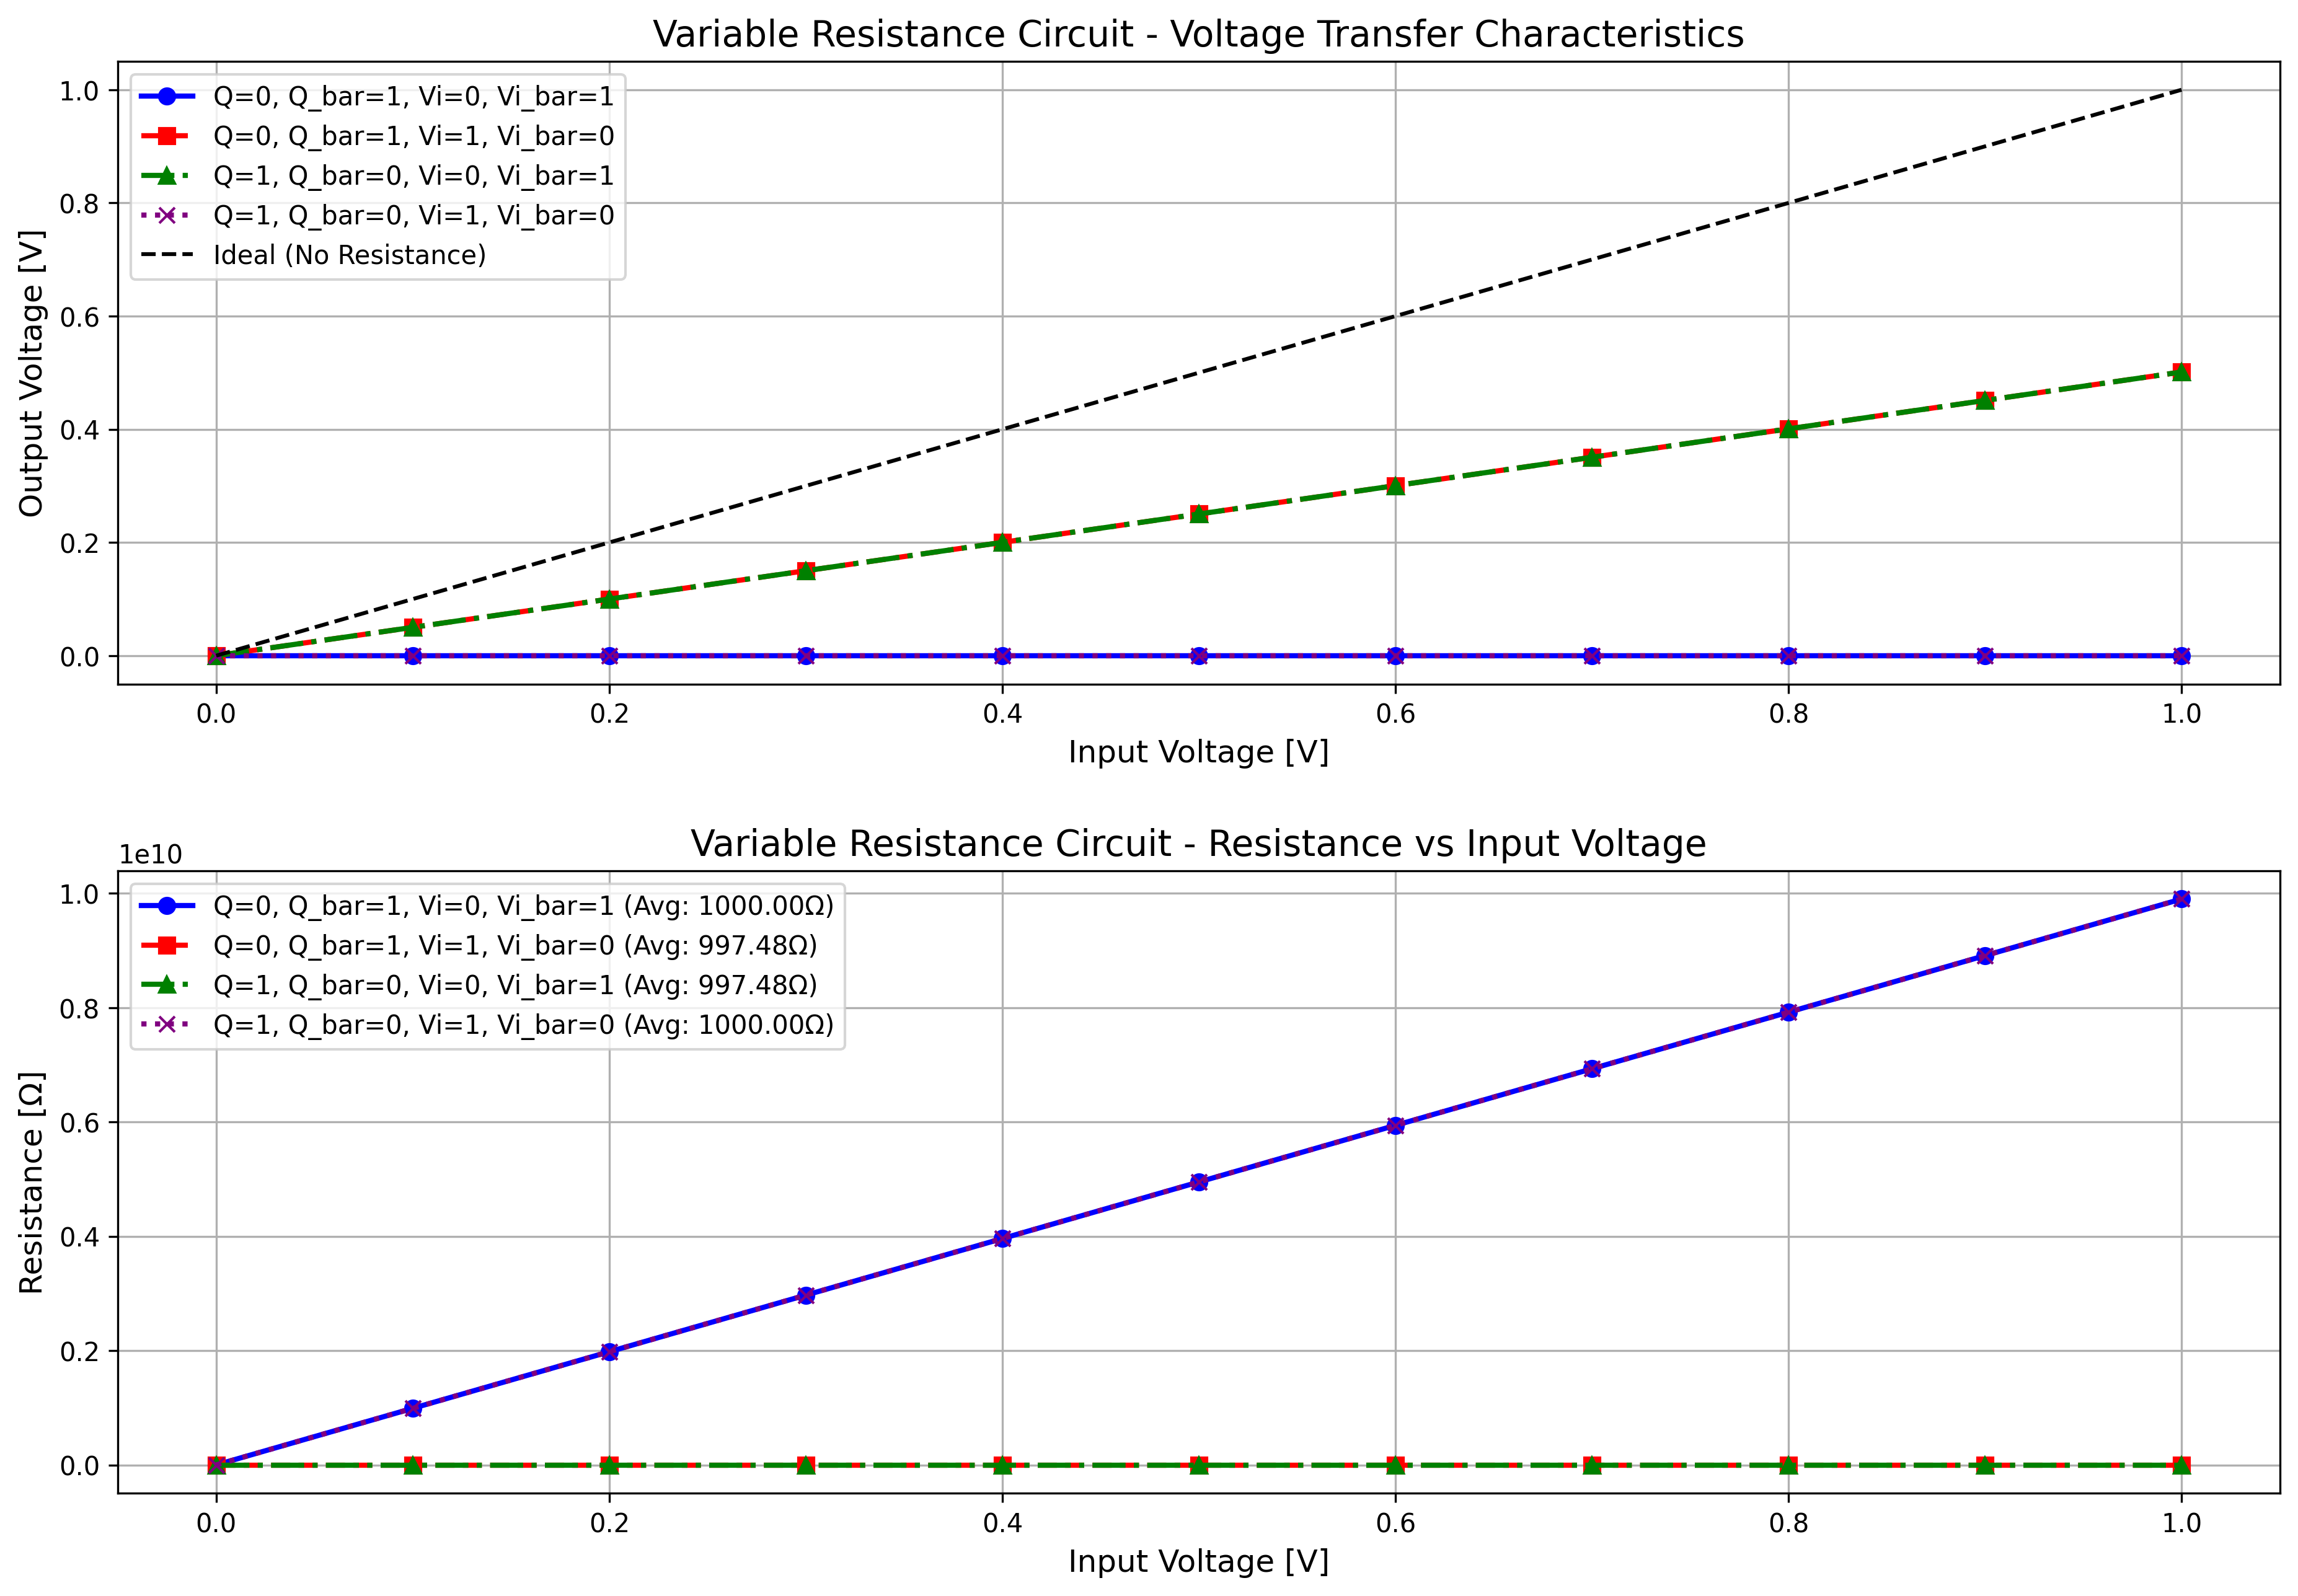 Variable Resistance Circuit - Voltage Transfer Characteristics
1.0
0.8
0.6
0.4
0.2
0.0
Output Voltage [V]
Q=0, Q_bar=1, Vi=0, Vi_bar=1
Q=0, Q_bar=1, Vi=1, Vi_bar=0
Q=1, Q_bar=0, Vi=0, Vi_bar=1
Q=1, Q_bar=0, Vi=1, Vi_bar=0
Ideal (No Resistance)
0.0 0.2 0.4 0.6 0.8 1.0
Input Voltage [V]
Variable Resistance Circuit - Resistance vs Input Voltage
1e10
1.0
0.8
0.6
0.4
0.2
0.0
Resistance [Ω]
Q=0, Q_bar=1, Vi=0, Vi_bar=1 (Avg: 1000.00Ω)
Q=0, Q_bar=1, Vi=1, Vi_bar=0 (Avg: 997.48Ω)
Q=1, Q_bar=0, Vi=0, Vi_bar=1 (Avg: 997.48Ω)
Q=1, Q_bar=0, Vi=1, Vi_bar=0 (Avg: 1000.00Ω)
0.0 0.2 0.4 0.6 0.8 1.0
Input Voltage [V]